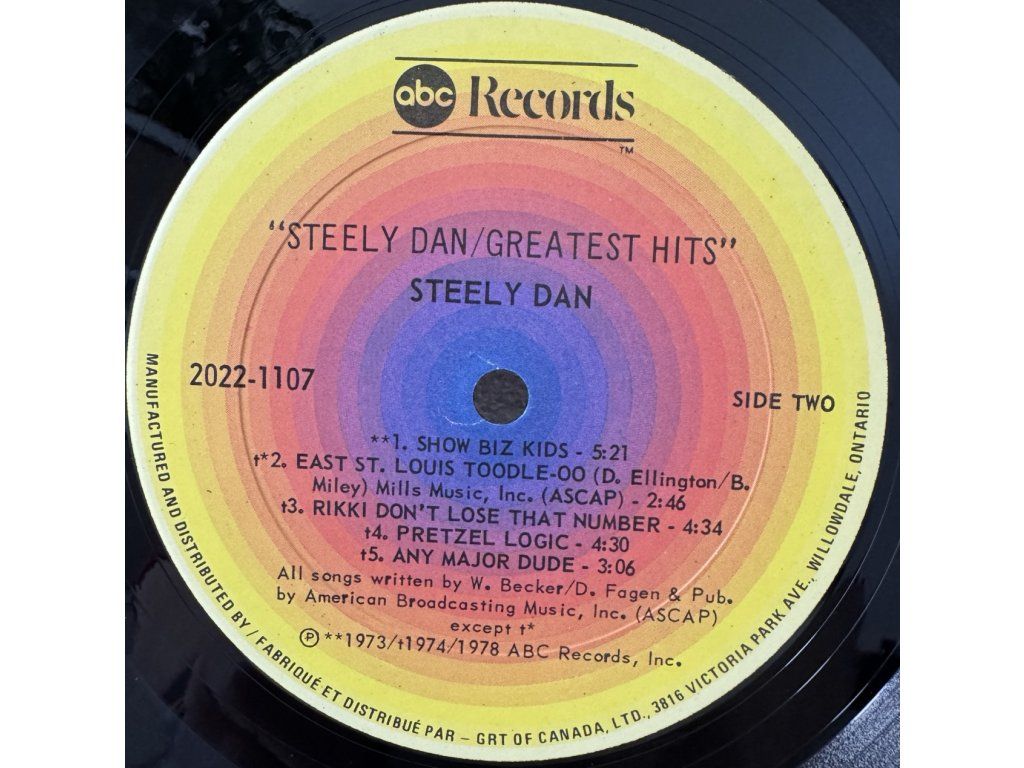 abc Records
TM
"STEELY DAN/GREATEST HITS"
STEELY DAN
2022-1107
SIDE TWO
**1. SHOW BIZ KIDS - 5:21
t*2. EAST ST. LOUIS TOODLE-OO (D. Ellington/B.
Miley) Mills Music, Inc. (ASCAP) - 2:46
t3. RIKKI DON'T LOSE THAT NUMBER - 4:34
t4. PRETZEL LOGIC - 4:30
t5. ANY MAJOR DUDE - 3:06
All songs written by W. Becker/D. Fagen & Pub.
by American Broadcasting Music, Inc. (ASCAP)
except t*
Ⓟ **1973/t1974/1978 ABC Records, Inc.
MANUFACTURED AND DISTRIBUTED BY / FABRIQUÉ ET DISTRIBUÉ PAR – GRT OF CANADA, LTD., 3816 VICTORIA PARK AVE., WILLOWDALE, ONTARIO